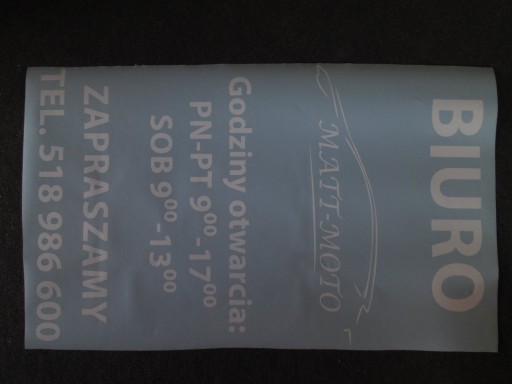 BIURO
MATT-MOTO
Godziny otwarcia:
PN-PT 9⁰⁰-17⁰⁰
SOB 9⁰⁰-13⁰⁰
ZAPRASZAMY
TEL. 518 986 600